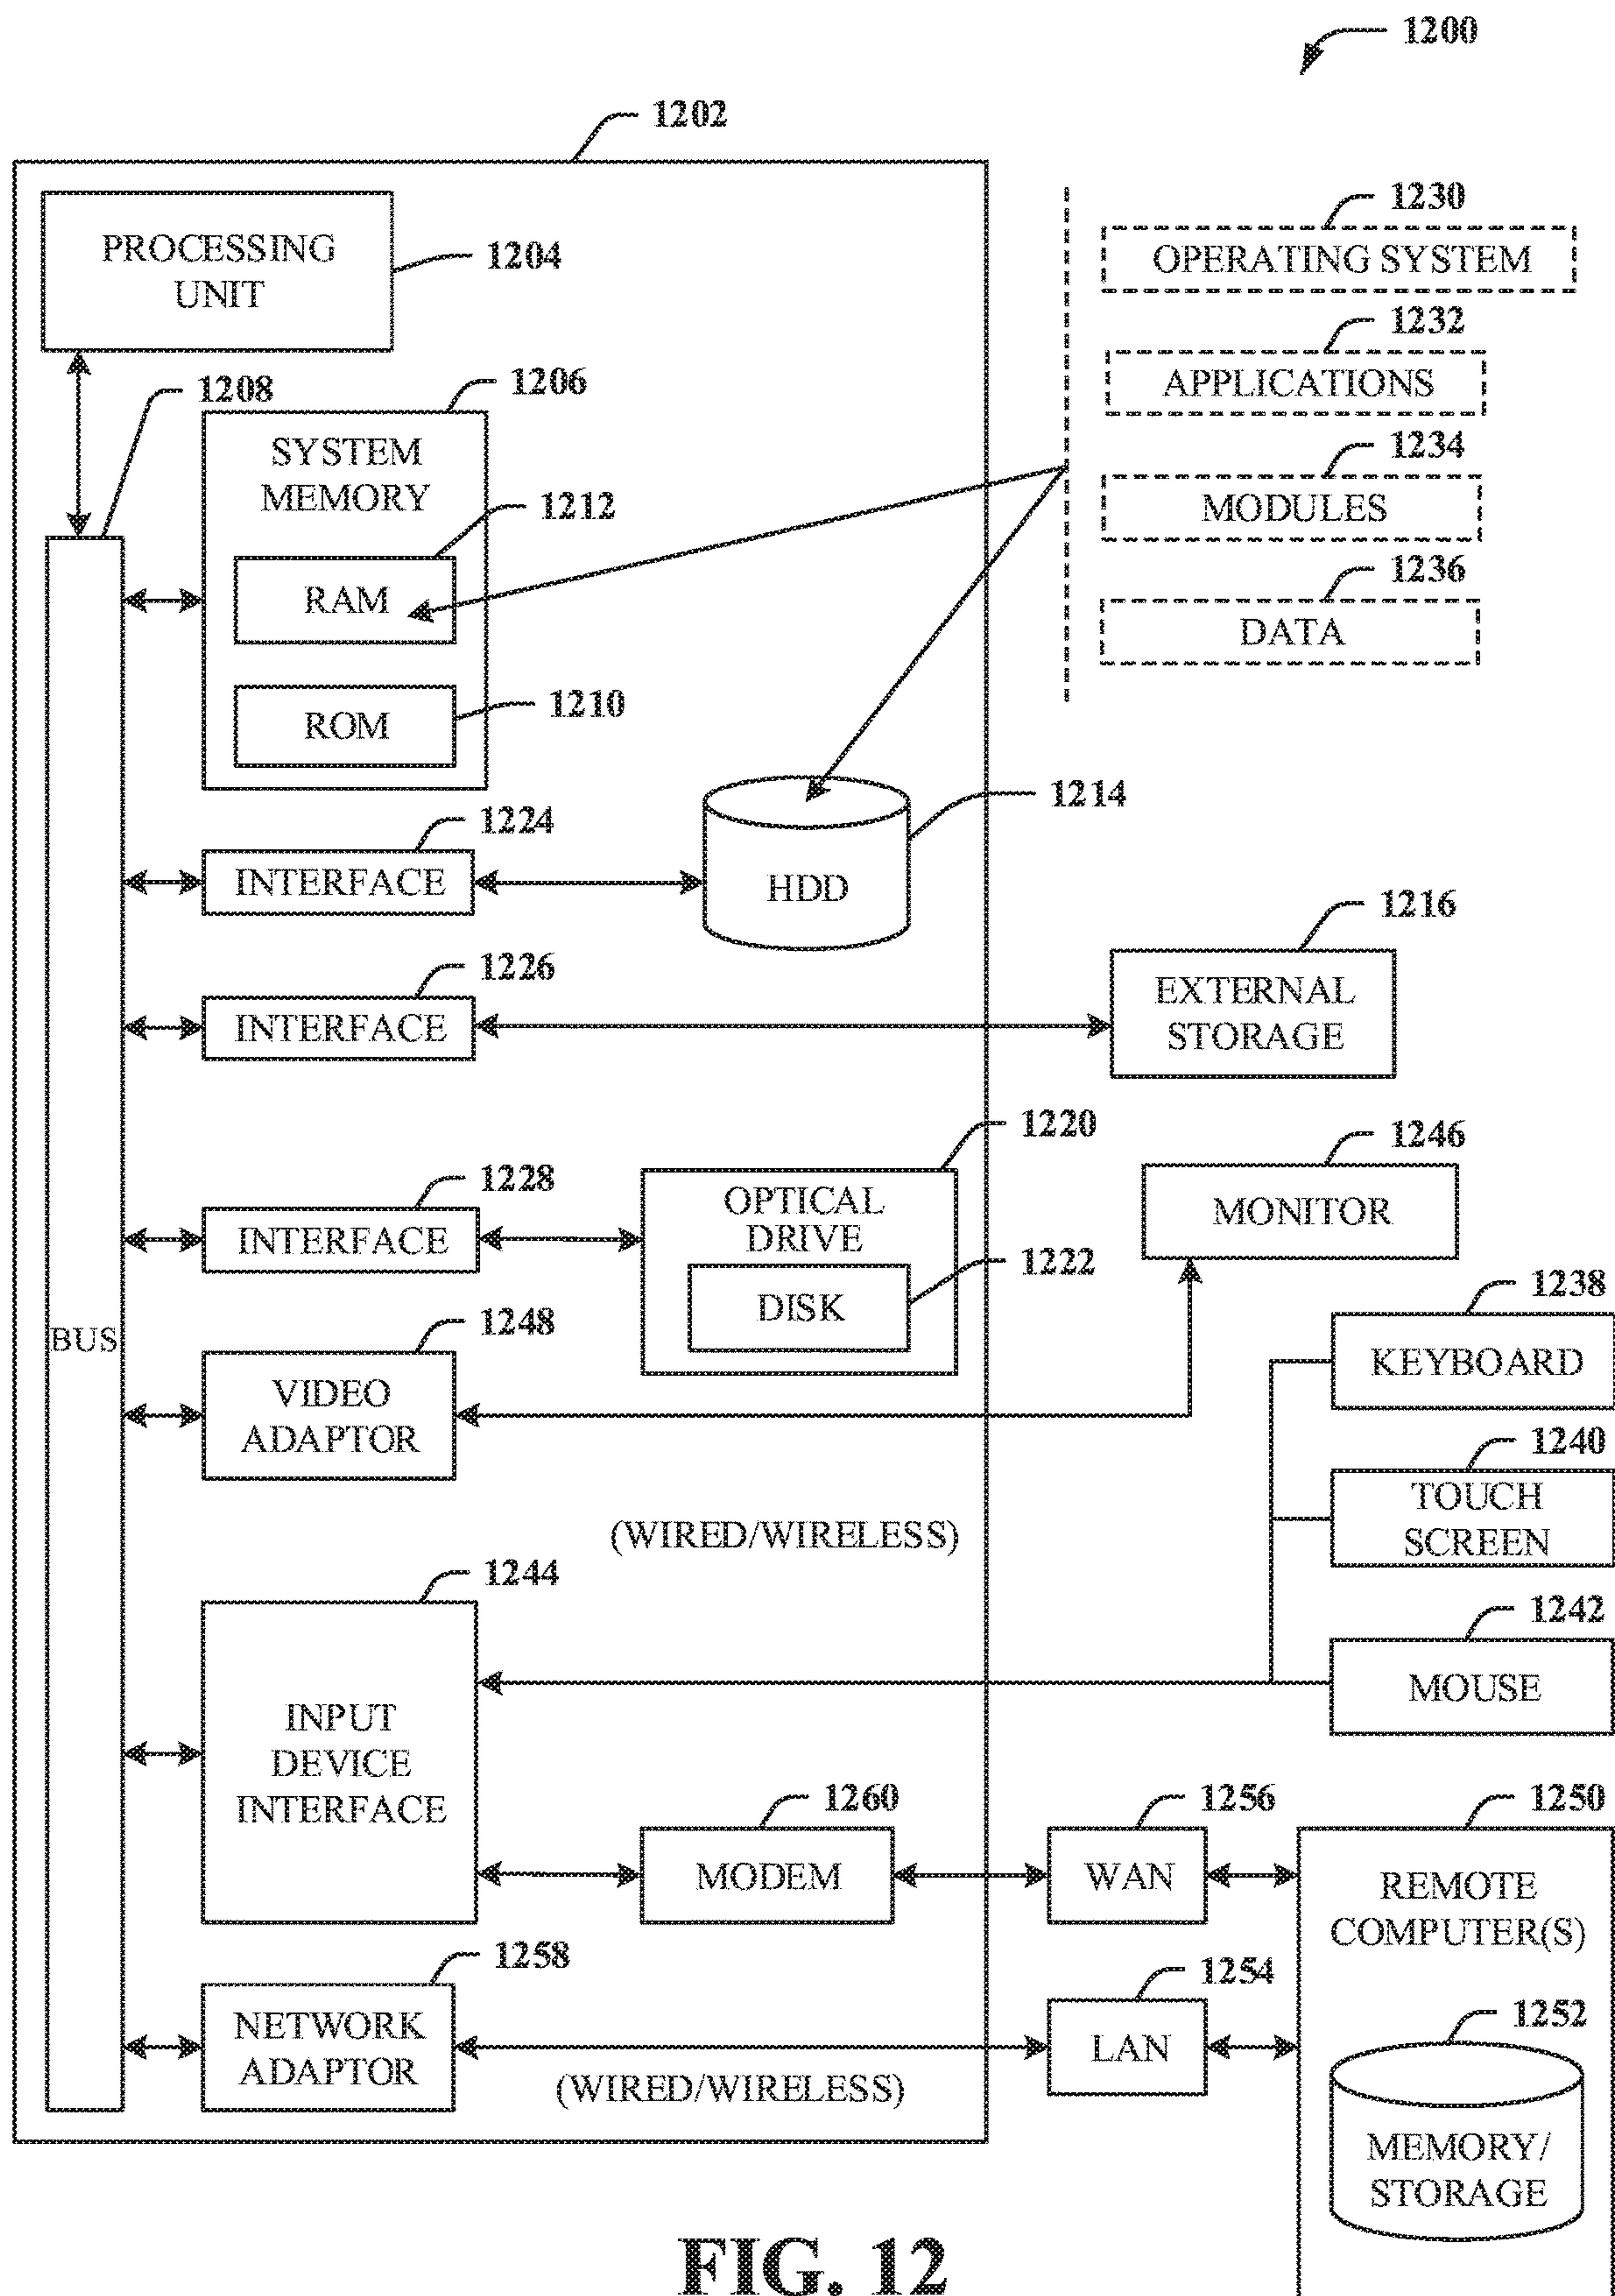 1200
1202
PROCESSING
UNIT
1204
1230
OPERATING SYSTEM
1232
APPLICATIONS
1234
MODULES
1236
DATA
1208
1206
SYSTEM
MEMORY
1212
RAM
1210
ROM
1214
HDD
1224
INTERFACE
1216
EXTERNAL
STORAGE
1226
INTERFACE
1220
OPTICAL
DRIVE
1222
DISK
1228
INTERFACE
1246
MONITOR
1238
KEYBOARD
BUS
1248
VIDEO
ADAPTOR
1240
TOUCH
SCREEN
(WIRED/WIRELESS)
1244
INPUT
DEVICE
INTERFACE
1242
MOUSE
1260
MODEM
1256
WAN
1250
REMOTE
COMPUTER(S)
1258
NETWORK
ADAPTOR
(WIRED/WIRELESS)
1254
LAN
1252
MEMORY/
STORAGE
FIG. 12